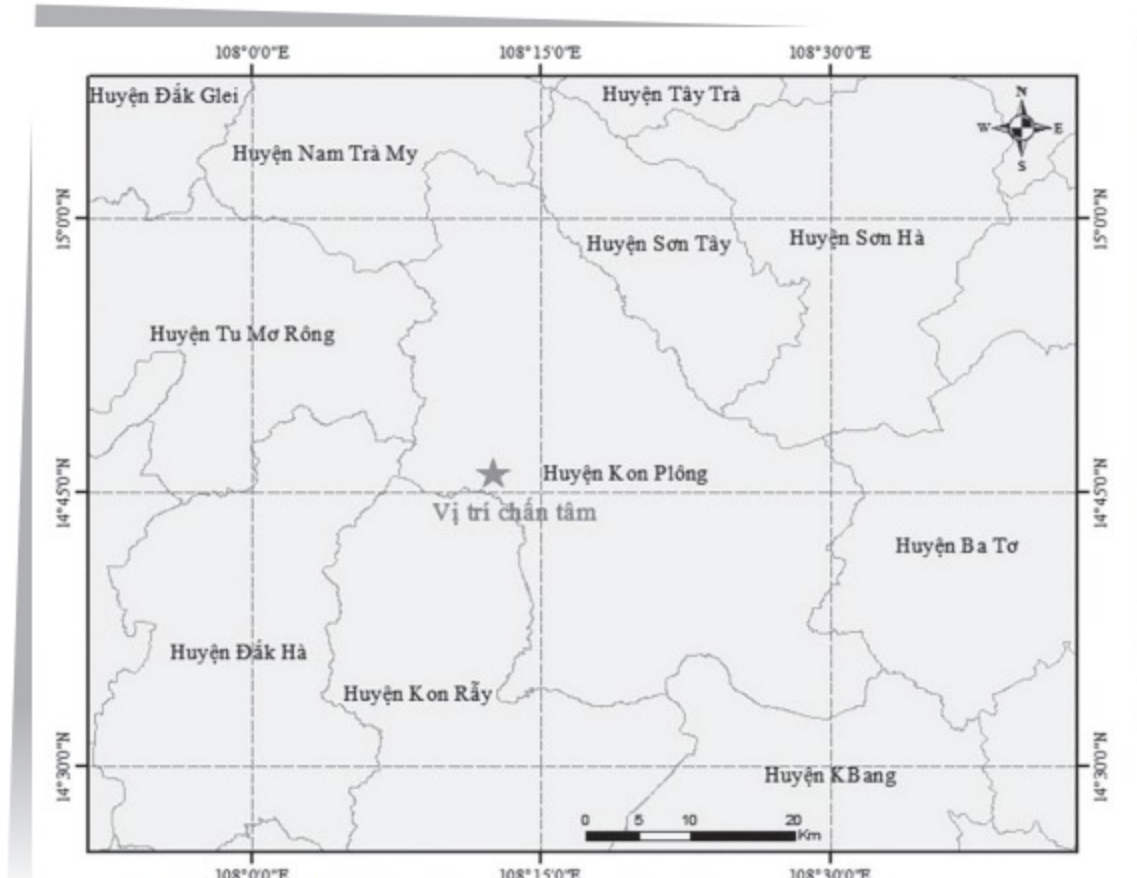 108°0'0"E 108°15'0"E 108°30'0"E
Huyện Đắk Glei
Huyện Tây Trà
N
W E
S
Huyện Nam Trà My
15°0'0"N
15°0'0"N
Huyện Sơn Tây
Huyện Sơn Hà
Huyện Tu Mơ Rông
Huyện Kon Plông
14°45'0"N
14°45'0"N
Vị trí chấn tâm
Huyện Ba Tơ
Huyện Đắk Hà
Huyện Kon Rẫy
14°30'0"N
14°30'0"N
Huyện KBang
0 5 10 20
Km
108°0'0"E 108°15'0"E 108°30'0"E